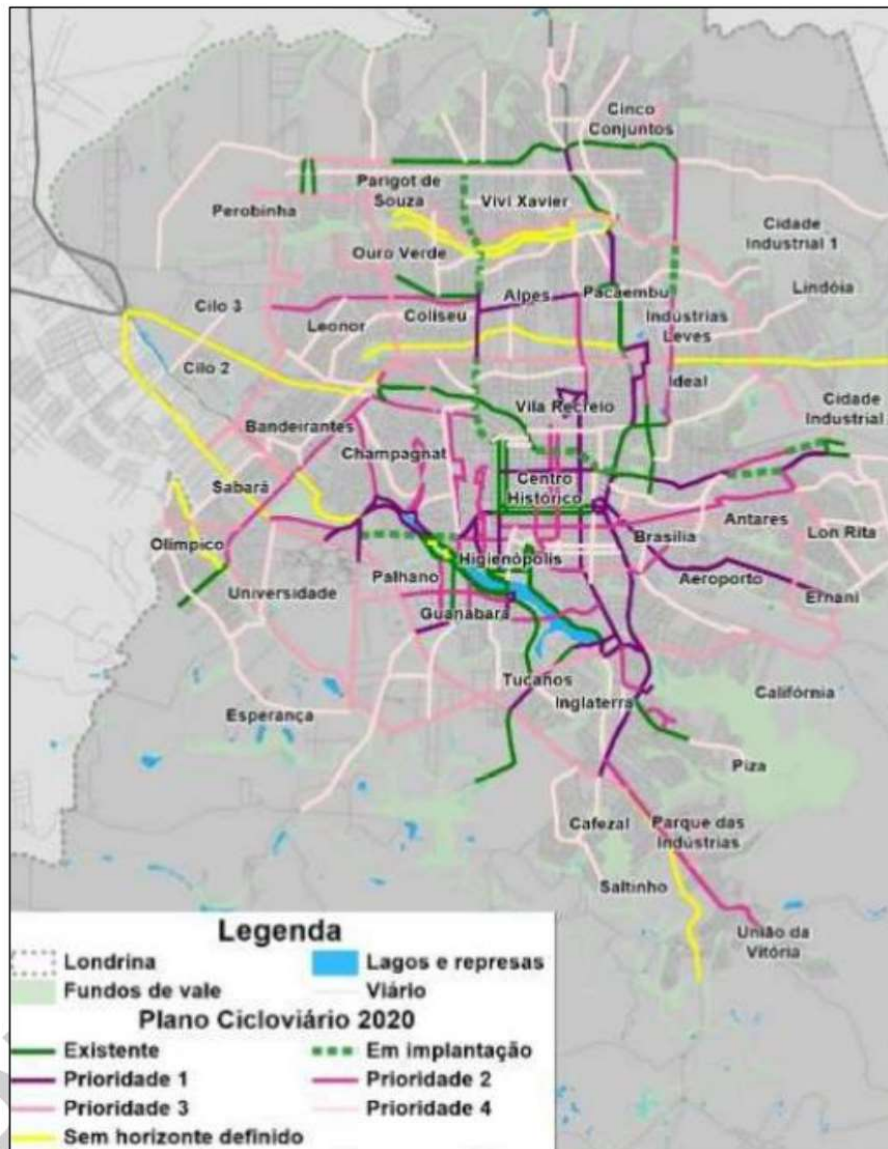 Cinco
Conjuntos
Parigot de
Souza
Vivi Xavier
Perobinha
Cidade
Industrial 1
Ouro Verde
Lindóia
Cilo 3
Alpes
Pacaembu
Leonor
Coliseu
Indústrias
Leves
Cilo 2
Ideal
Vila Recreio
Cidade
Industrial
Bandeirantes
Champagnat
Centro
Histórico
Sabará
Antares
Brasília
Lon Rita
Olímpico
Higienópolis
Palhano
Aeroporto
Universidade
Ernani
Guanabara
Tucanos
Califórnia
Inglaterra
Esperança
Piza
Cafezal
Parque das
Indústrias
Saltinho
União da
Vitória
Legenda
Londrina
Lagos e represas
Fundos de vale
Viário
Plano Cicloviário 2020
Existente
Em implantação
Prioridade 1
Prioridade 2
Prioridade 3
Prioridade 4
Sem horizonte definido